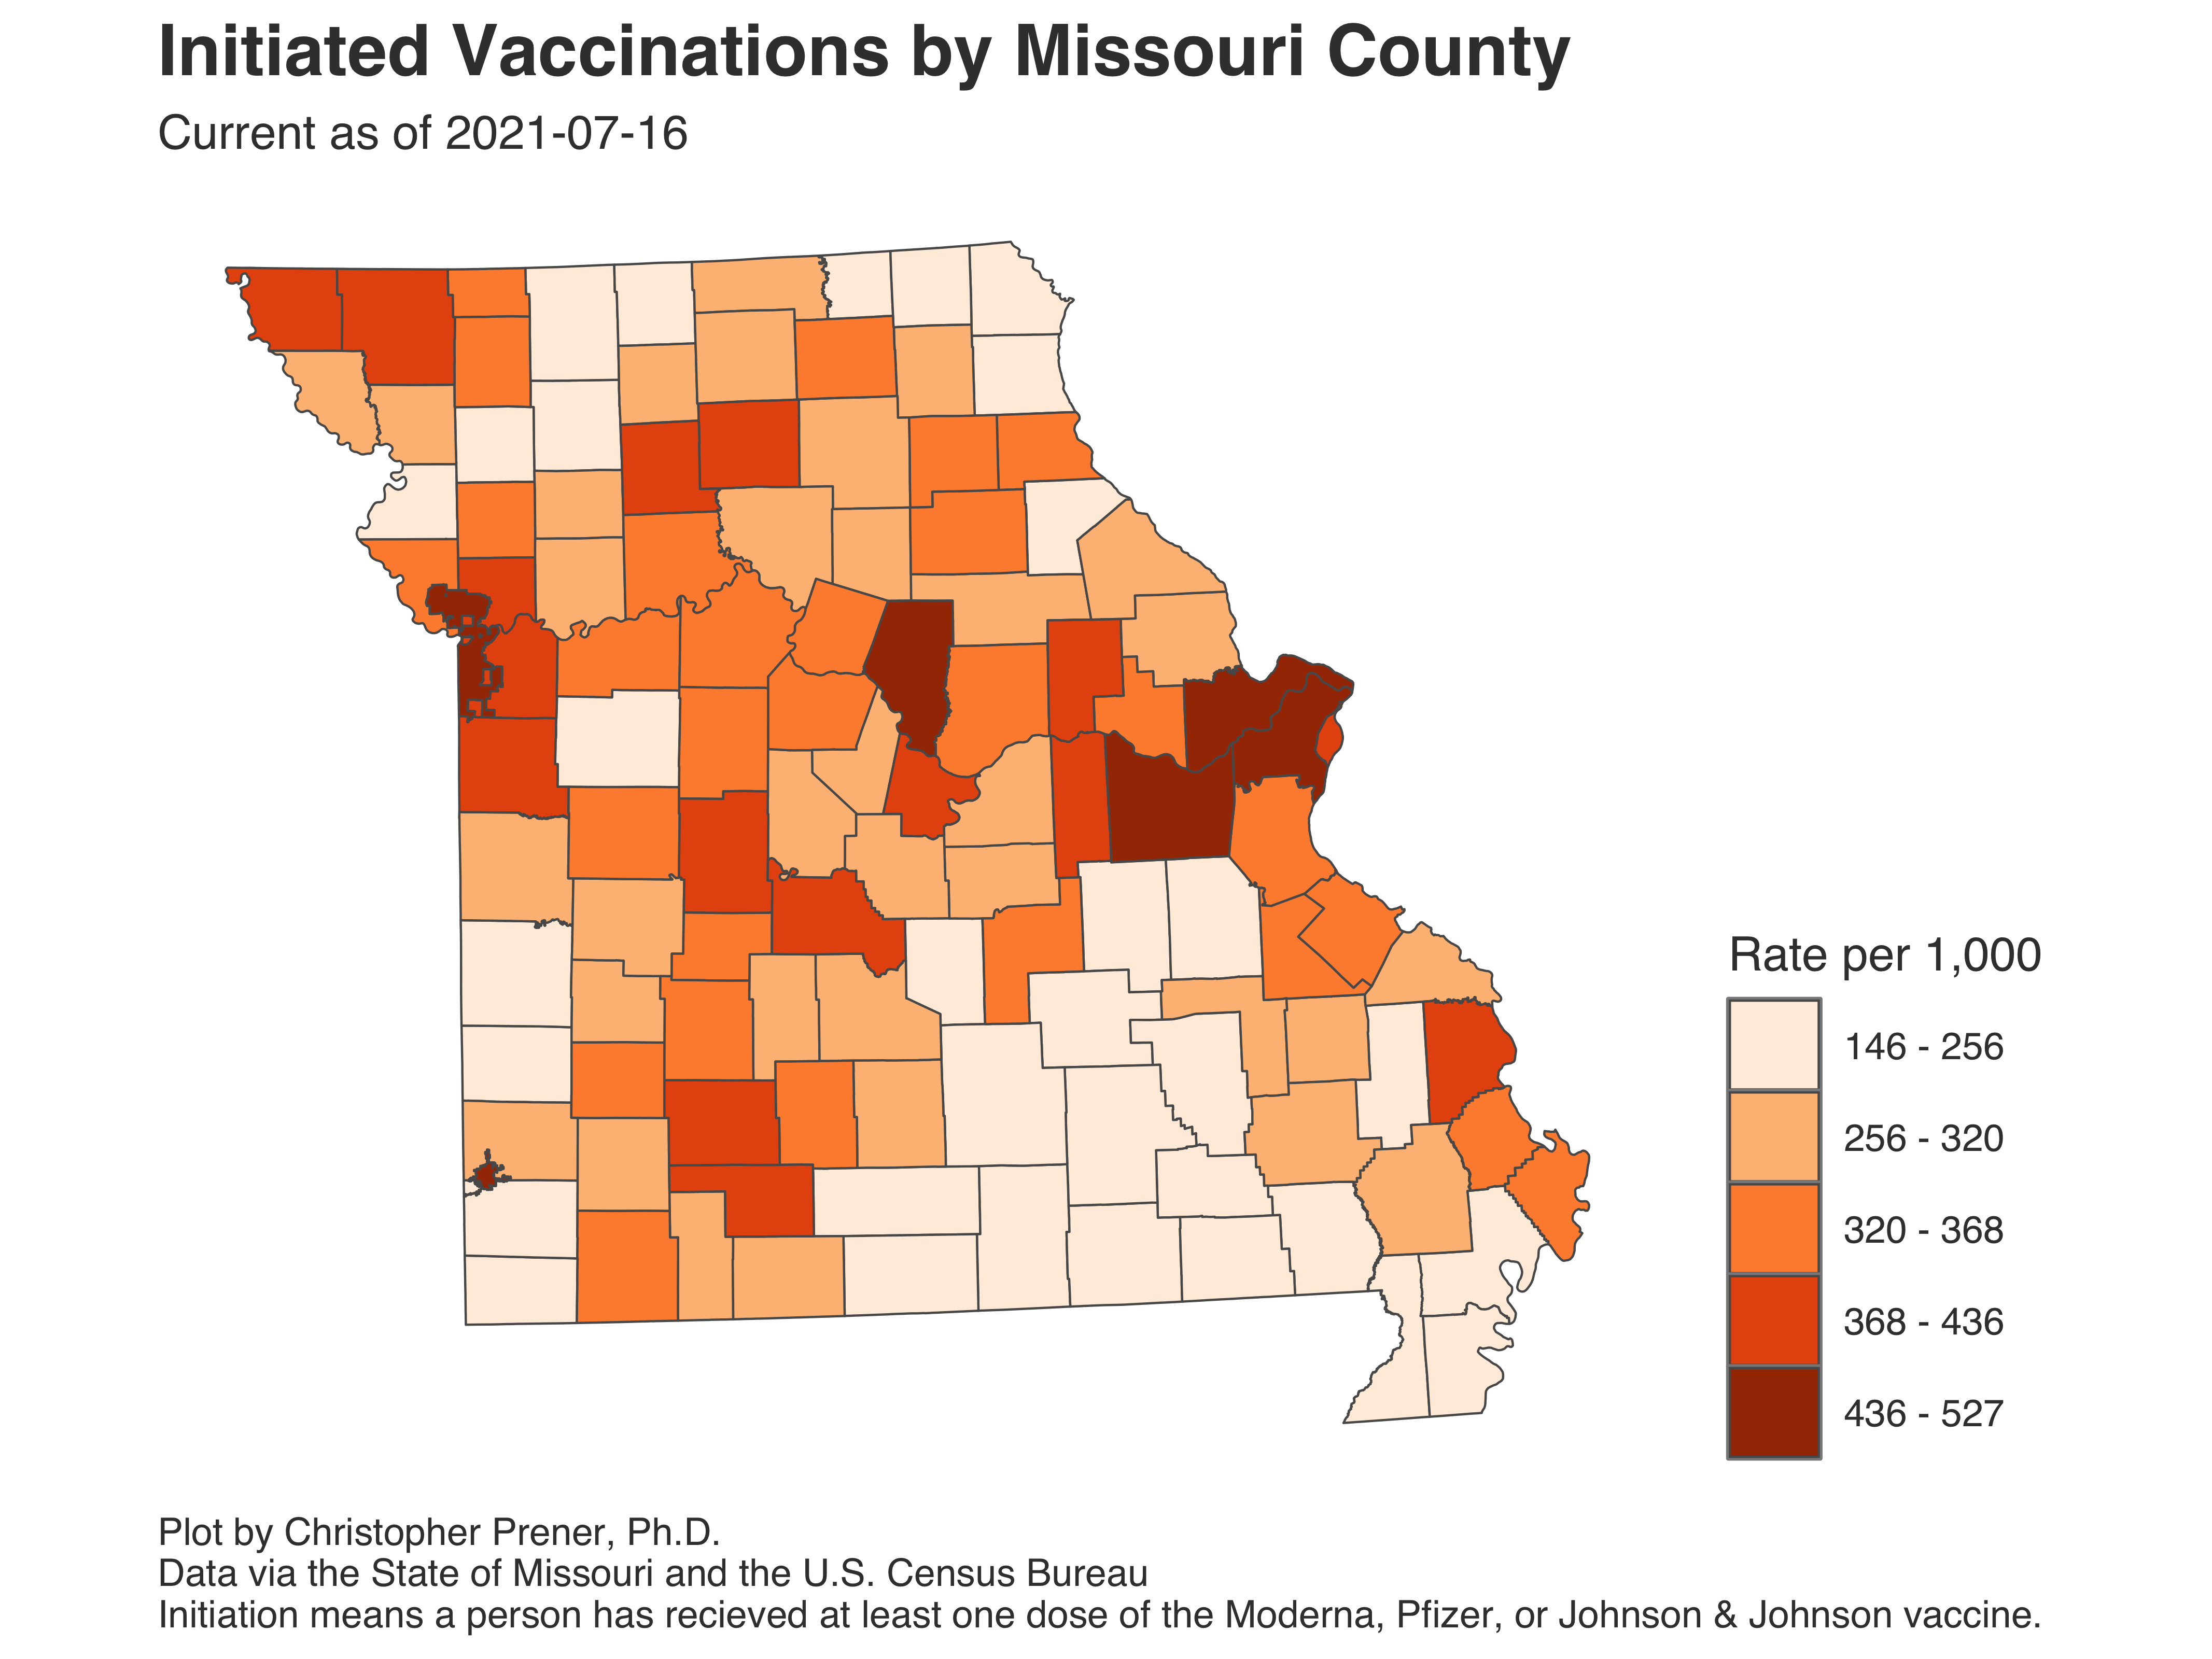 Initiated Vaccinations by Missouri County
Current as of 2021-07-16
Rate per 1,000
146 - 256
256 - 320
320 - 368
368 - 436
436 - 527
Plot by Christopher Prener, Ph.D.
Data via the State of Missouri and the U.S. Census Bureau
Initiation means a person has recieved at least one dose of the Moderna, Pfizer, or Johnson & Johnson vaccine.